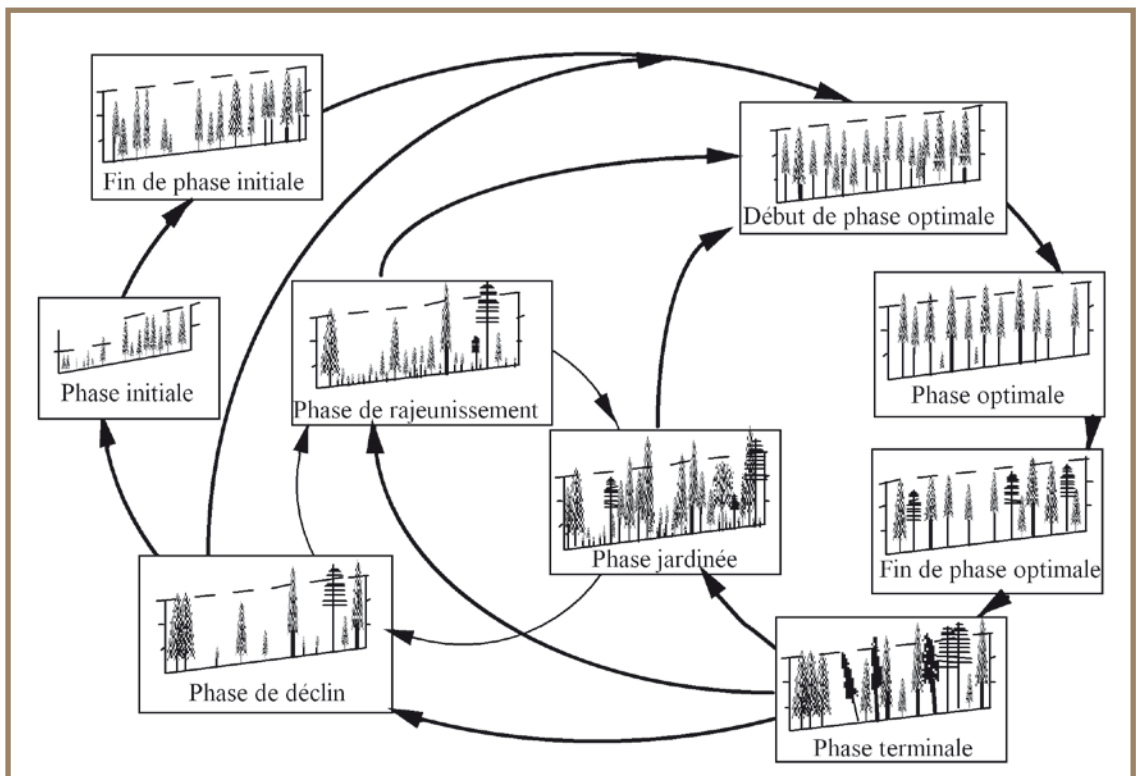 Fin de phase initiale
Début de phase optimale
Phase initiale
Phase de rajeunissement
Phase optimale
Phase jardinée
Fin de phase optimale
Phase de déclin
Phase terminale